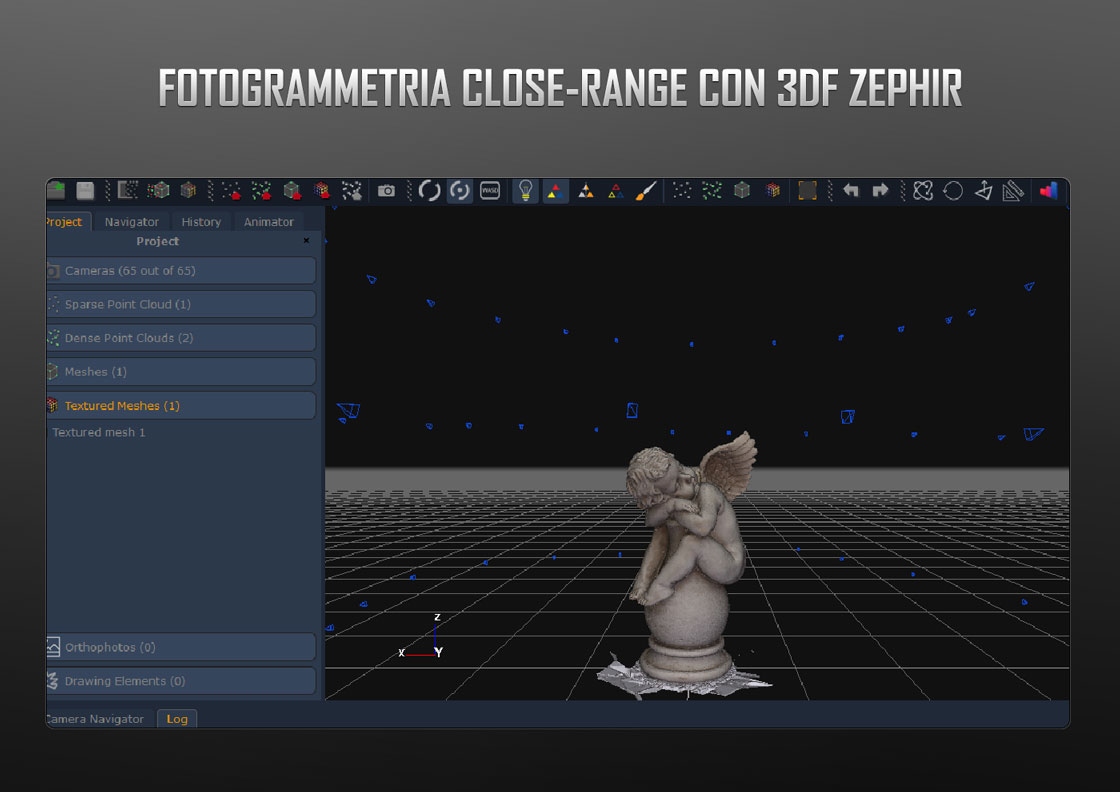 FOTOGRAMMETRIA CLOSE-RANGE CON 3DF ZEPHIR
WASD
Project
Navigator
History
Animator
Project
Cameras (65 out of 65)
Sparse Point Cloud (1)
Dense Point Clouds (2)
Meshes (1)
Textured Meshes (1)
Textured mesh 1
Z
X
Y
Orthophotos (0)
Drawing Elements (0)
Camera Navigator
Log